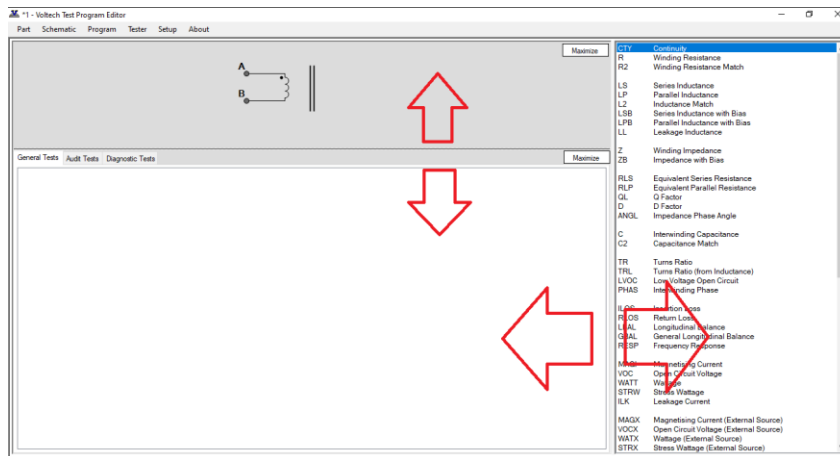 *1 - Voltech Test Program Editor
Part Schematic Program Tester Setup About
Maximize
A
B
General Tests Audit Tests Diagnostic Tests
Maximize
CTY Continuity
R Winding Resistance
R2 Winding Resistance Match
LS Series Inductance
LP Parallel Inductance
L2 Inductance Match
LSB Series Inductance with Bias
LPB Parallel Inductance with Bias
LL Leakage Inductance
Z Winding Impedance
ZB Impedance with Bias
RLS Equivalent Series Resistance
RLP Equivalent Parallel Resistance
QL Q Factor
D D Factor
ANGL Impedance Phase Angle
C Interwinding Capacitance
C2 Capacitance Match
TR Turns Ratio
TRL Turns Ratio (from Inductance)
LVOC Low Voltage Open Circuit
PHAS Interwinding Phase
ILOS Insertion Loss
RLOS Return Loss
LBAL Longitudinal Balance
GBAL General Longitudinal Balance
RESP Frequency Response
MAGI Magnetising Current
VOC Open Circuit Voltage
WATT Wattage
STRW Stress Wattage
ILK Leakage Current
MAGX Magnetising Current (External Source)
VOCX Open Circuit Voltage (External Source)
WATX Wattage (External Source)
STRX Stress Wattage (External Source)